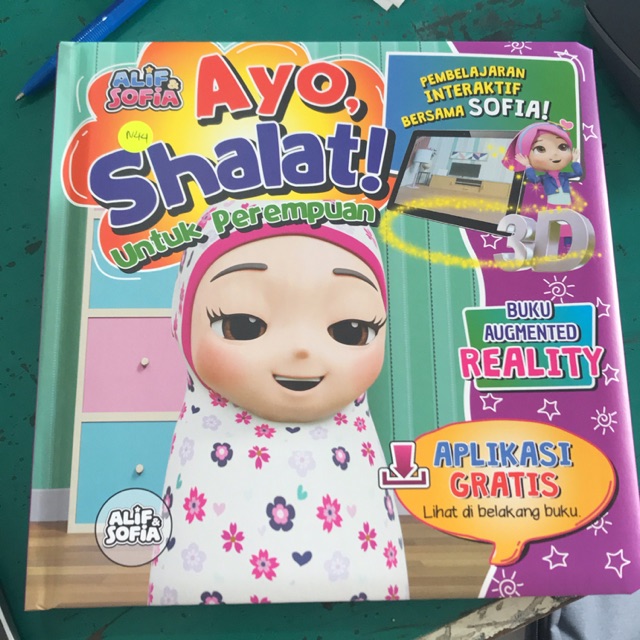 ALIF &
SOFIA
Ayo,
Shalat!
Untuk Perempuan
N44
PEMBELAJARAN
INTERAKTIF
BERSAMA SOFIA!
3D
BUKU
AUGMENTED
REALITY
APLIKASI
GRATIS
Lihat di belakang buku.
ALIF &
SOFIA